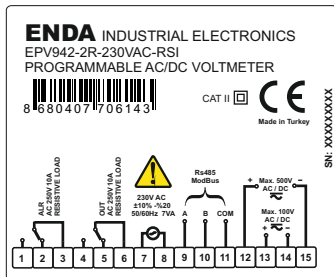 ENDA INDUSTRIAL ELECTRONICS
EPV942-2R-230VAC-RSI
PROGRAMMABLE AC/DC VOLTMETER
8 680407 706143
CAT II
CE
Made in Turkey
SN: XXXXXXXXX
ALR
AC 250V 10A
RESISTIVE LOAD
OUT
AC 250V 10A
RESISTIVE LOAD
230V AC
±10% -%20
50/60Hz 7VA
Rs485
ModBus
A B COM
+ Max. 500V −
AC / DC
Max. 100V
AC / DC
+ −
1 2 3 4 5 6 7 8 9 10 11 12 13 14 15